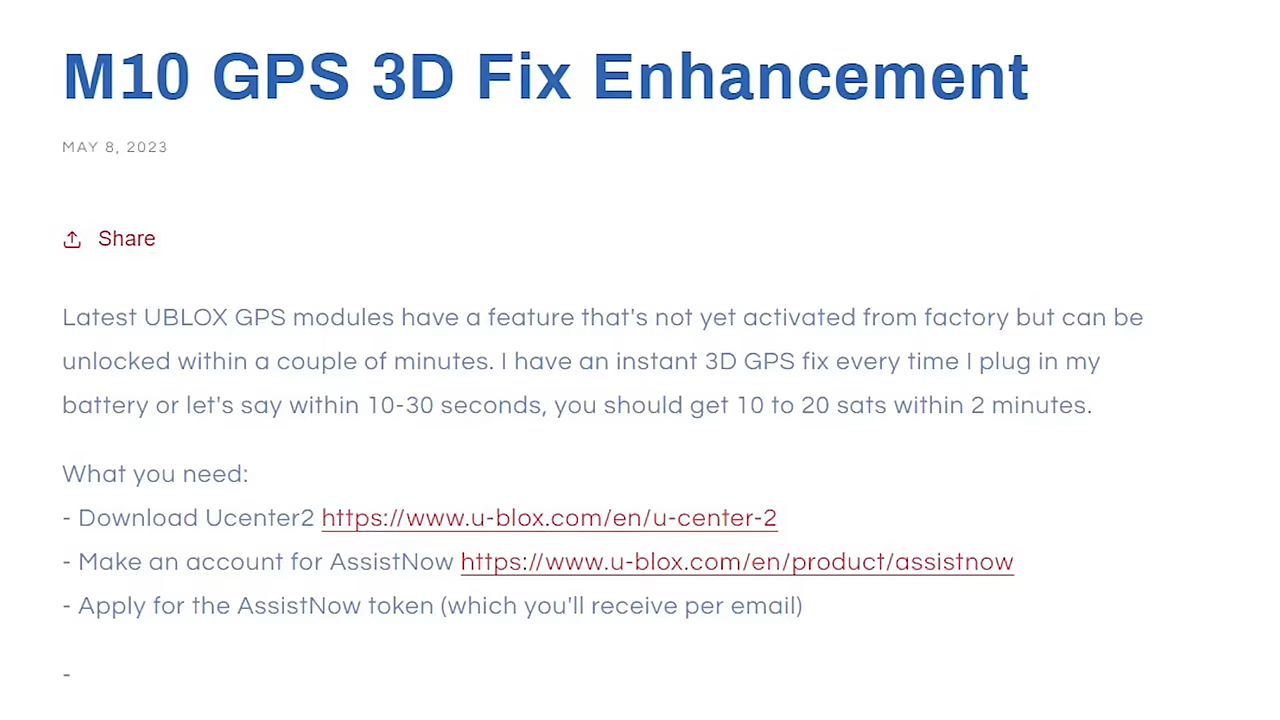 M10 GPS 3D Fix Enhancement
MAY 8, 2023
Share
Latest UBLOX GPS modules have a feature that's not yet activated from factory but can be
unlocked within a couple of minutes. I have an instant 3D GPS fix every time I plug in my
battery or let's say within 10-30 seconds, you should get 10 to 20 sats within 2 minutes.
What you need:
- Download Ucenter2 https://www.u-blox.com/en/u-center-2
- Make an account for AssistNow https://www.u-blox.com/en/product/assistnow
- Apply for the AssistNow token (which you'll receive per email)
-